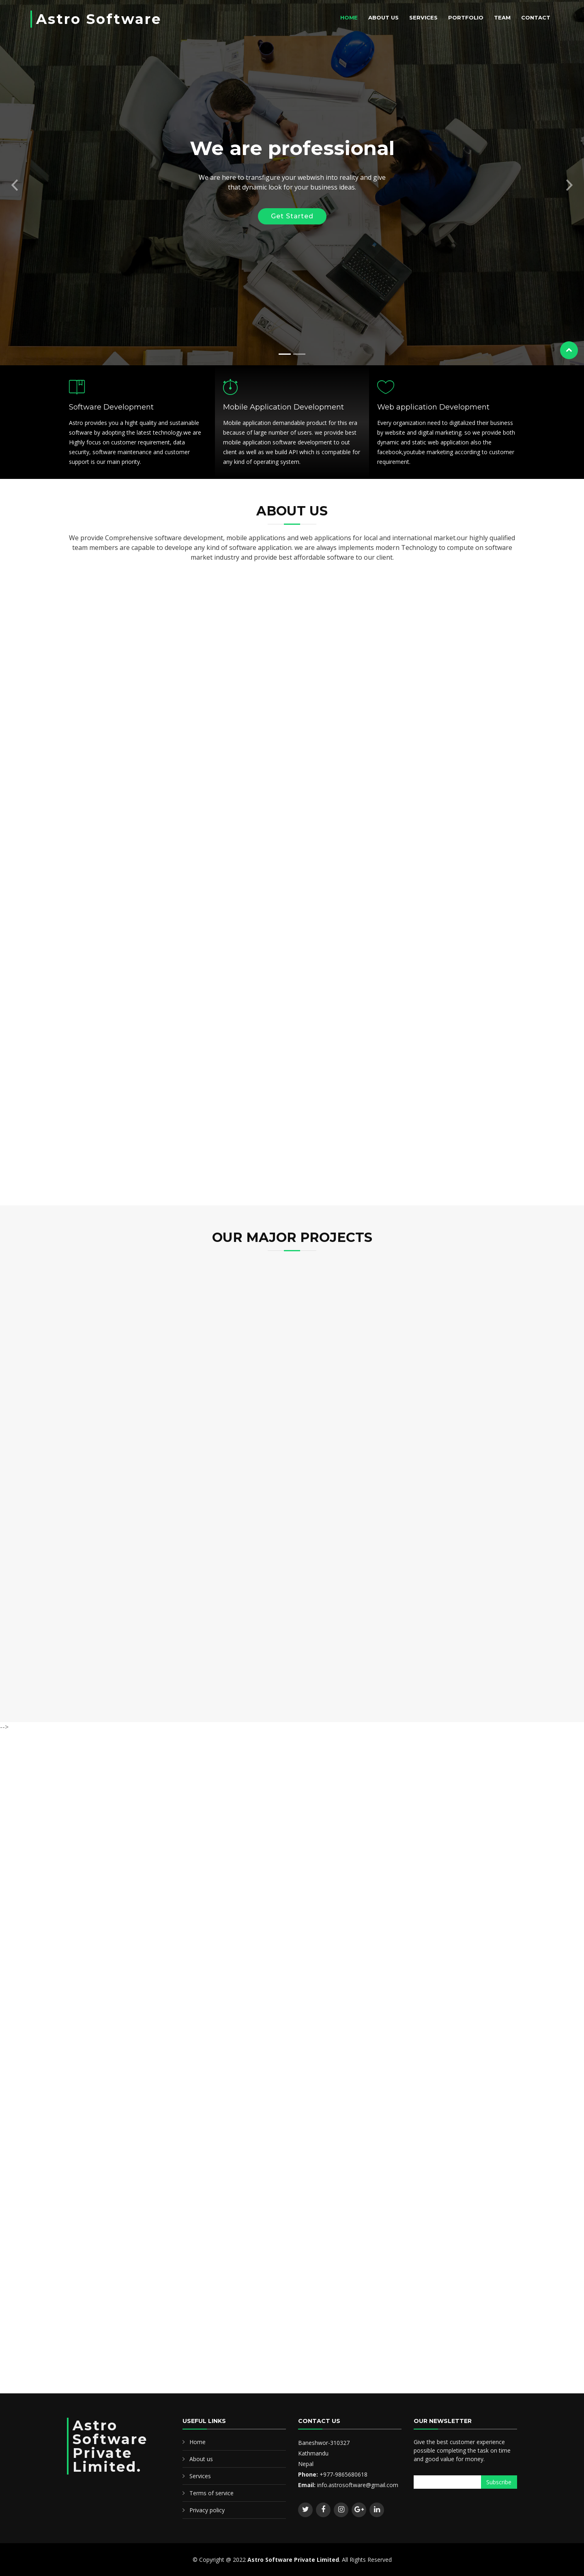 Astro Software
HOME ABOUT US SERVICES PORTFOLIO TEAM CONTACT
We are professional
We are here to transfigure your webwish into reality and give
that dynamic look for your business ideas.
Get Started
Software Development
Astro provides you a hight quality and sustainable
software by adopting the latest technology.we are
Highly focus on customer requirement, data
security, software maintenance and customer
support is our main priority.
Mobile Application Development
Mobile application demandable product for this era
because of large number of users. we provide best
mobile application software development to out
client as well as we build API which is compatible for
any kind of operating system.
Web application Development
Every organization need to digitalized their business
by website and digital marketing. so we provide both
dynamic and static web application also the
facebook,youtube marketing according to customer
requirement.
ABOUT US
We provide Comprehensive software development, mobile applications and web applications for local and international market.our highly qualified
team members are capable to develope any kind of software application. we are always implements modern Technology to compute on software
market industry and provide best affordable software to our client.
OUR MAJOR PROJECTS
-->
Astro
Software
Private
Limited.
USEFUL LINKS
Home
About us
Services
Terms of service
Privacy policy
CONTACT US
Baneshwor-310327
Kathmandu
Nepal
Phone: +977-9865680618
Email: info.astrosoftware@gmail.com
OUR NEWSLETTER
Give the best customer experience
possible completing the task on time
and good value for money.
Subscribe
© Copyright @ 2022 Astro Software Private Limited. All Rights Reserved